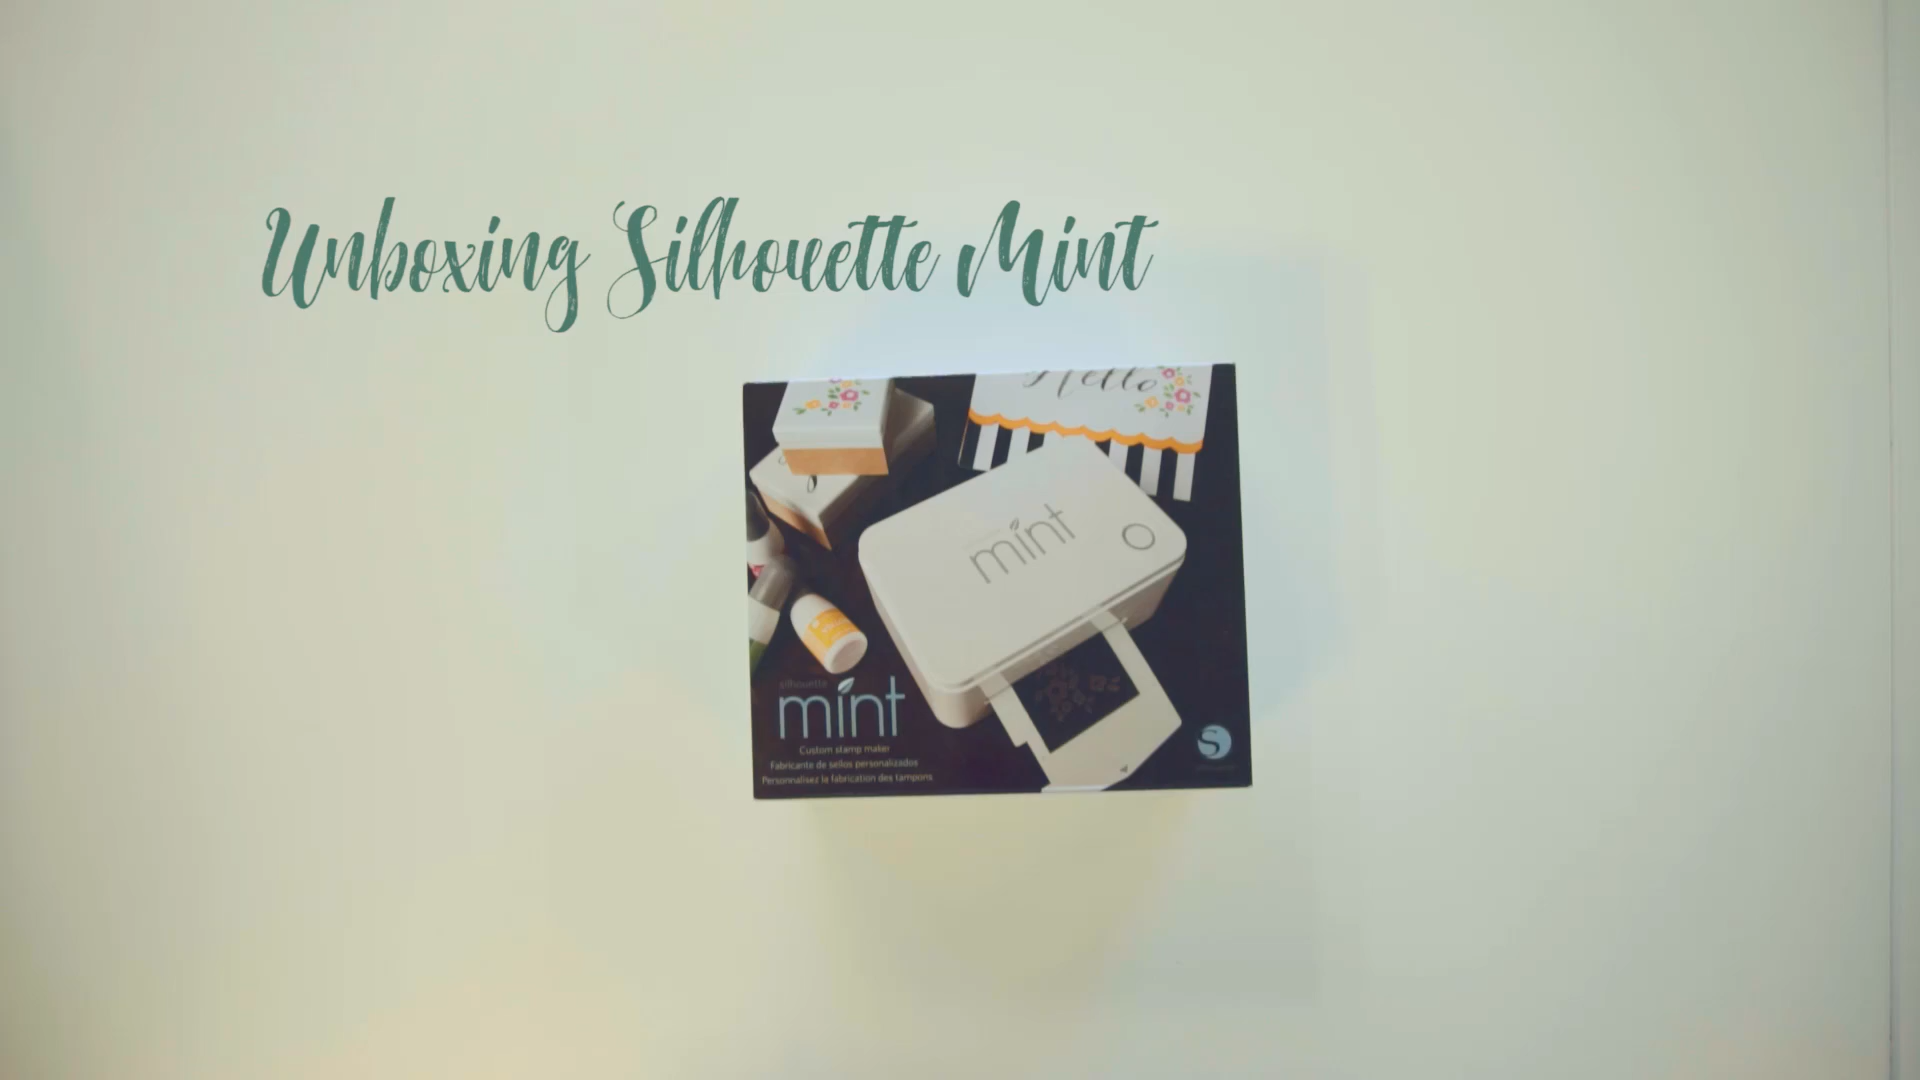 Unboxing Silhouette Mint
Hello
mint
silhouette
mint
Custom stamp maker
Fabricante de sellos personalizados
Personnalisez la fabrication des tampons
S